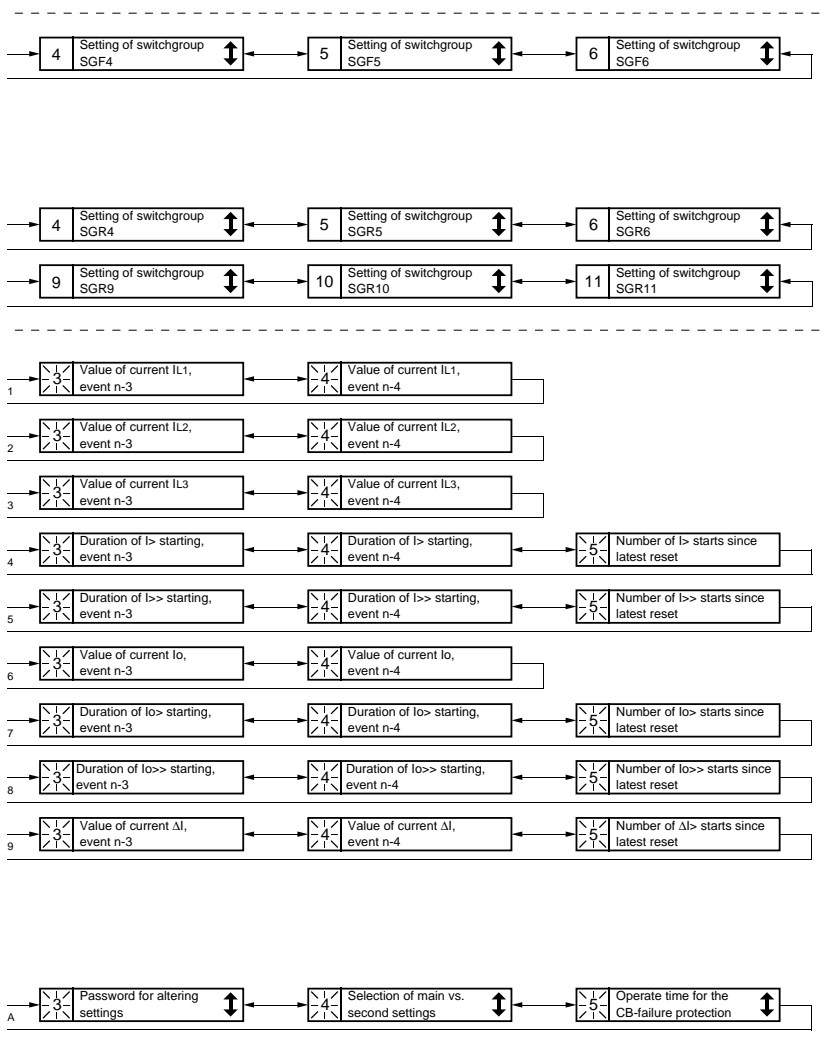 4 Setting of switchgroup SGF4
5 Setting of switchgroup SGF5
6 Setting of switchgroup SGF6
4 Setting of switchgroup SGR4
5 Setting of switchgroup SGR5
6 Setting of switchgroup SGR6
9 Setting of switchgroup SGR9
10 Setting of switchgroup SGR10
11 Setting of switchgroup SGR11
1
3 Value of current IL1, event n-3
4 Value of current IL1, event n-4
2
3 Value of current IL2, event n-3
4 Value of current IL2, event n-4
3
3 Value of current IL3 event n-3
4 Value of current IL3, event n-4
4
3 Duration of I> starting, event n-3
4 Duration of I> starting, event n-4
5 Number of I> starts since latest reset
5
3 Duration of I>> starting, event n-3
4 Duration of I>> starting, event n-4
5 Number of I>> starts since latest reset
6
3 Value of current Io, event n-3
4 Value of current Io, event n-4
7
3 Duration of Io> starting, event n-3
4 Duration of Io> starting, event n-4
5 Number of Io> starts since latest reset
8
3 Duration of Io>> starting, event n-3
4 Duration of Io>> starting, event n-4
5 Number of Io>> starts since latest reset
9
3 Value of current ΔI, event n-3
4 Value of current ΔI, event n-4
5 Number of ΔI> starts since latest reset
A
3 Password for altering settings
4 Selection of main vs. second settings
5 Operate time for the CB-failure protection